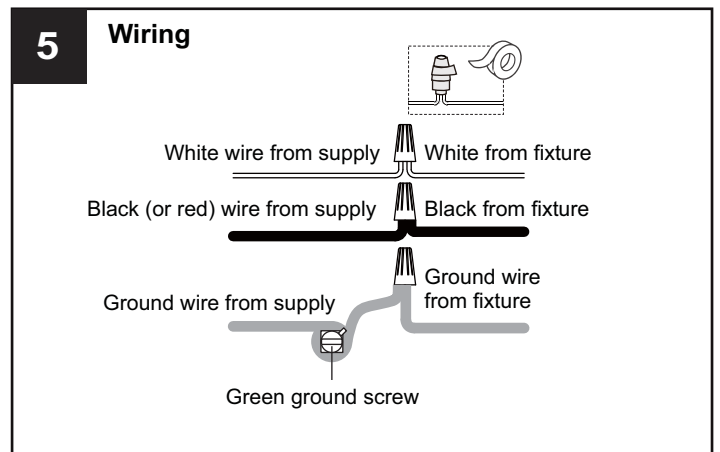 5
Wiring
White wire from supply
White from fixture
Black (or red) wire from supply
Black from fixture
Ground wire from supply
Ground wire
from fixture
Green ground screw